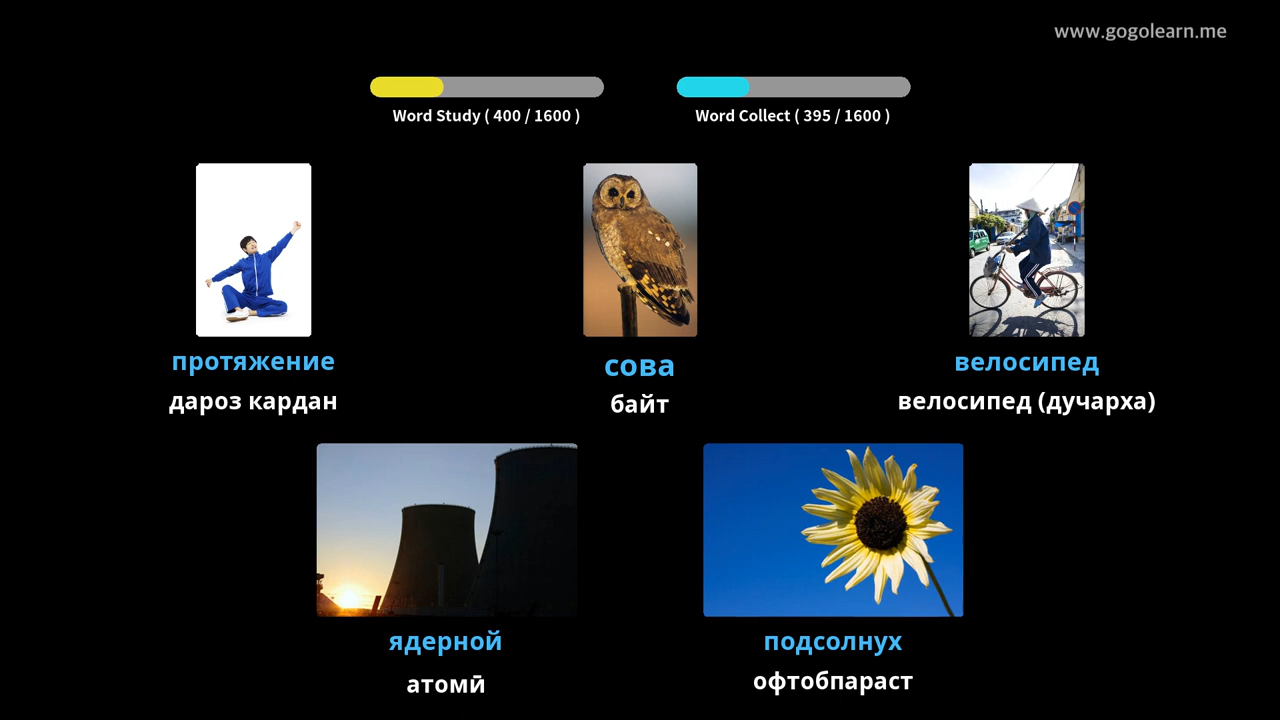 www.gogolearn.me
Word Study ( 400 / 1600 )
Word Collect ( 395 / 1600 )
протяжение
дароз кардан
сова
байт
велосипед
велосипед (дучарха)
ядерной
атомӣ
подсолнух
офтобпараст